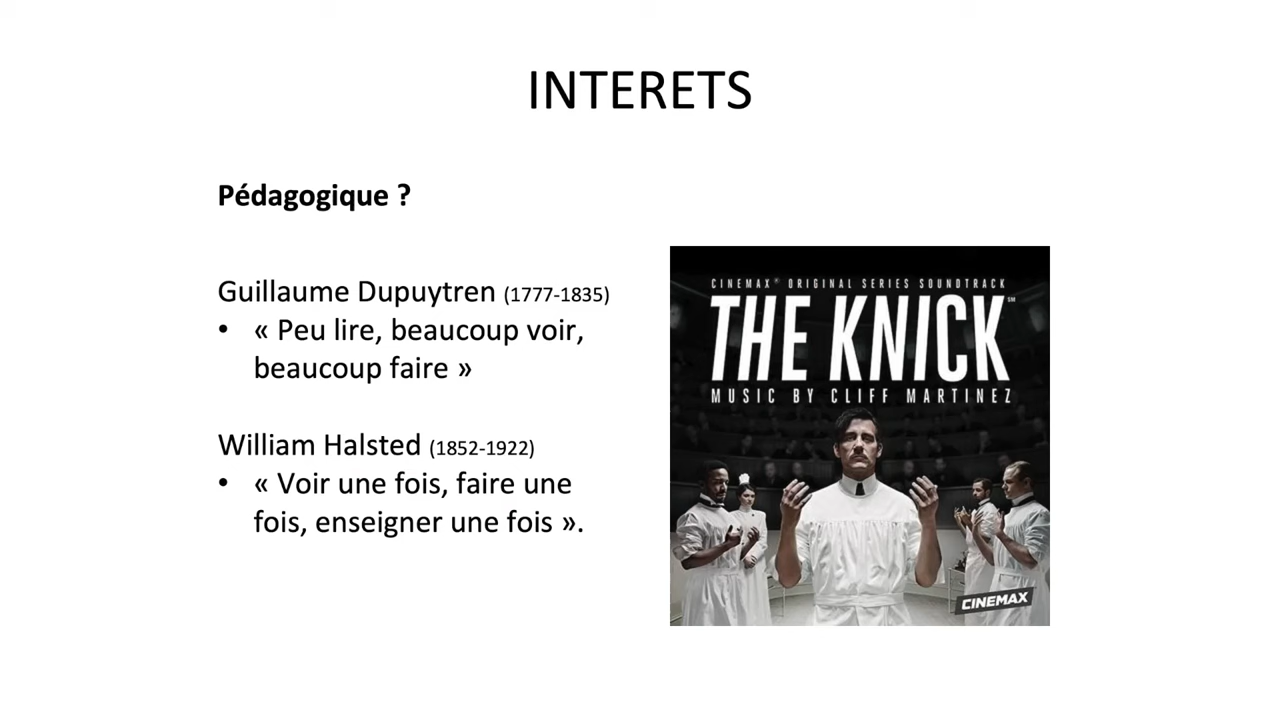 INTERETS
Pédagogique ?
Guillaume Dupuytren (1777-1835)
• « Peu lire, beaucoup voir,
beaucoup faire »
William Halsted (1852-1922)
• « Voir une fois, faire une
fois, enseigner une fois ».
CINEMAX® ORIGINAL SERIES SOUNDTRACK
THE KNICK℠
MUSIC BY CLIFF MARTINEZ
CINEMAX